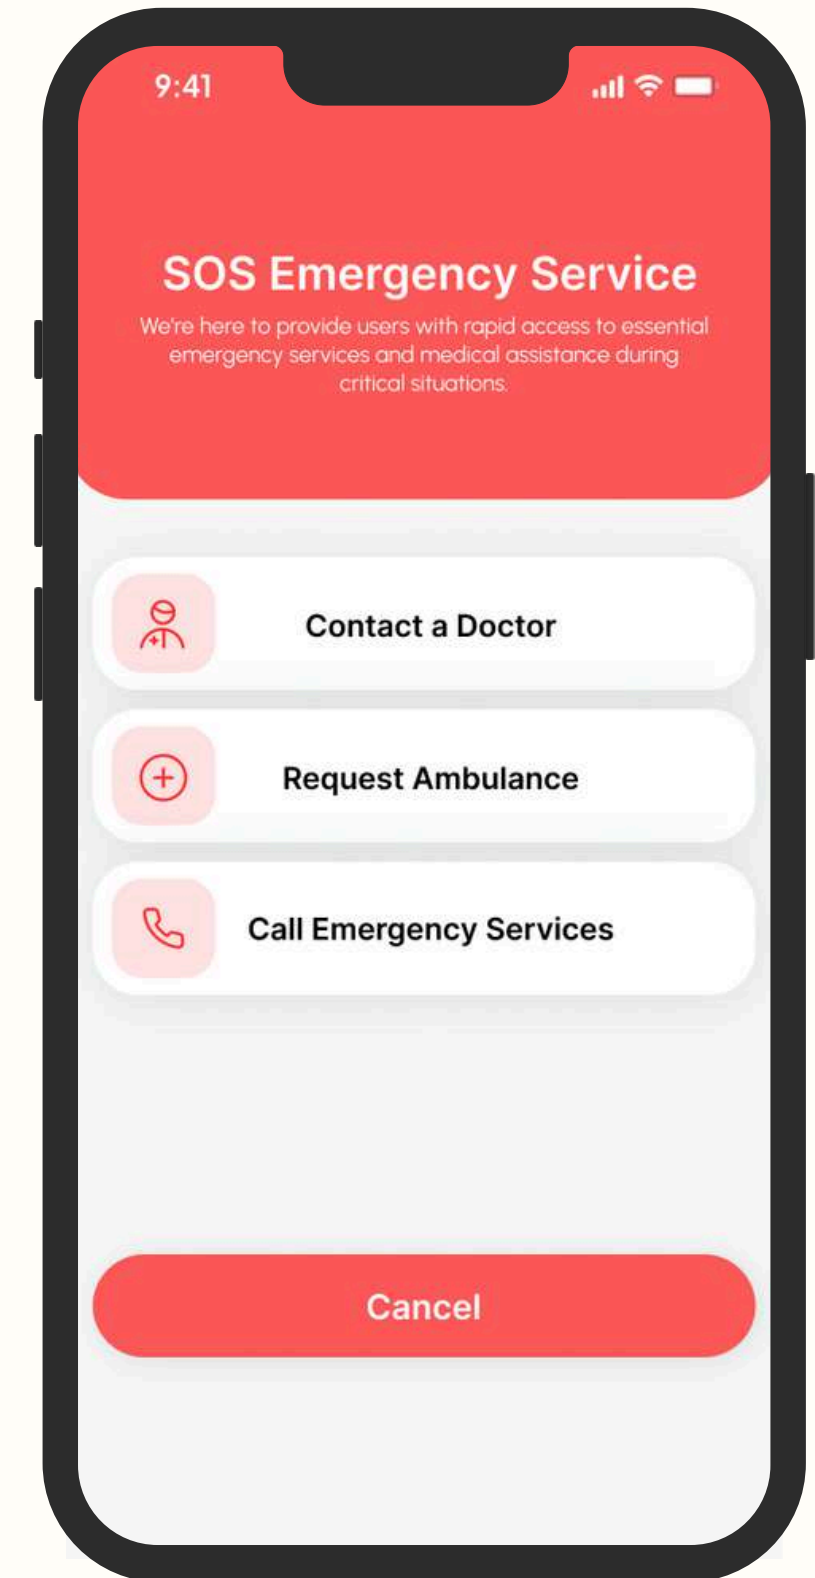 9:41
SOS Emergency Service
We're here to provide users with rapid access to essential
emergency services and medical assistance during
critical situations.
Contact a Doctor
Request Ambulance
Call Emergency Services
Cancel